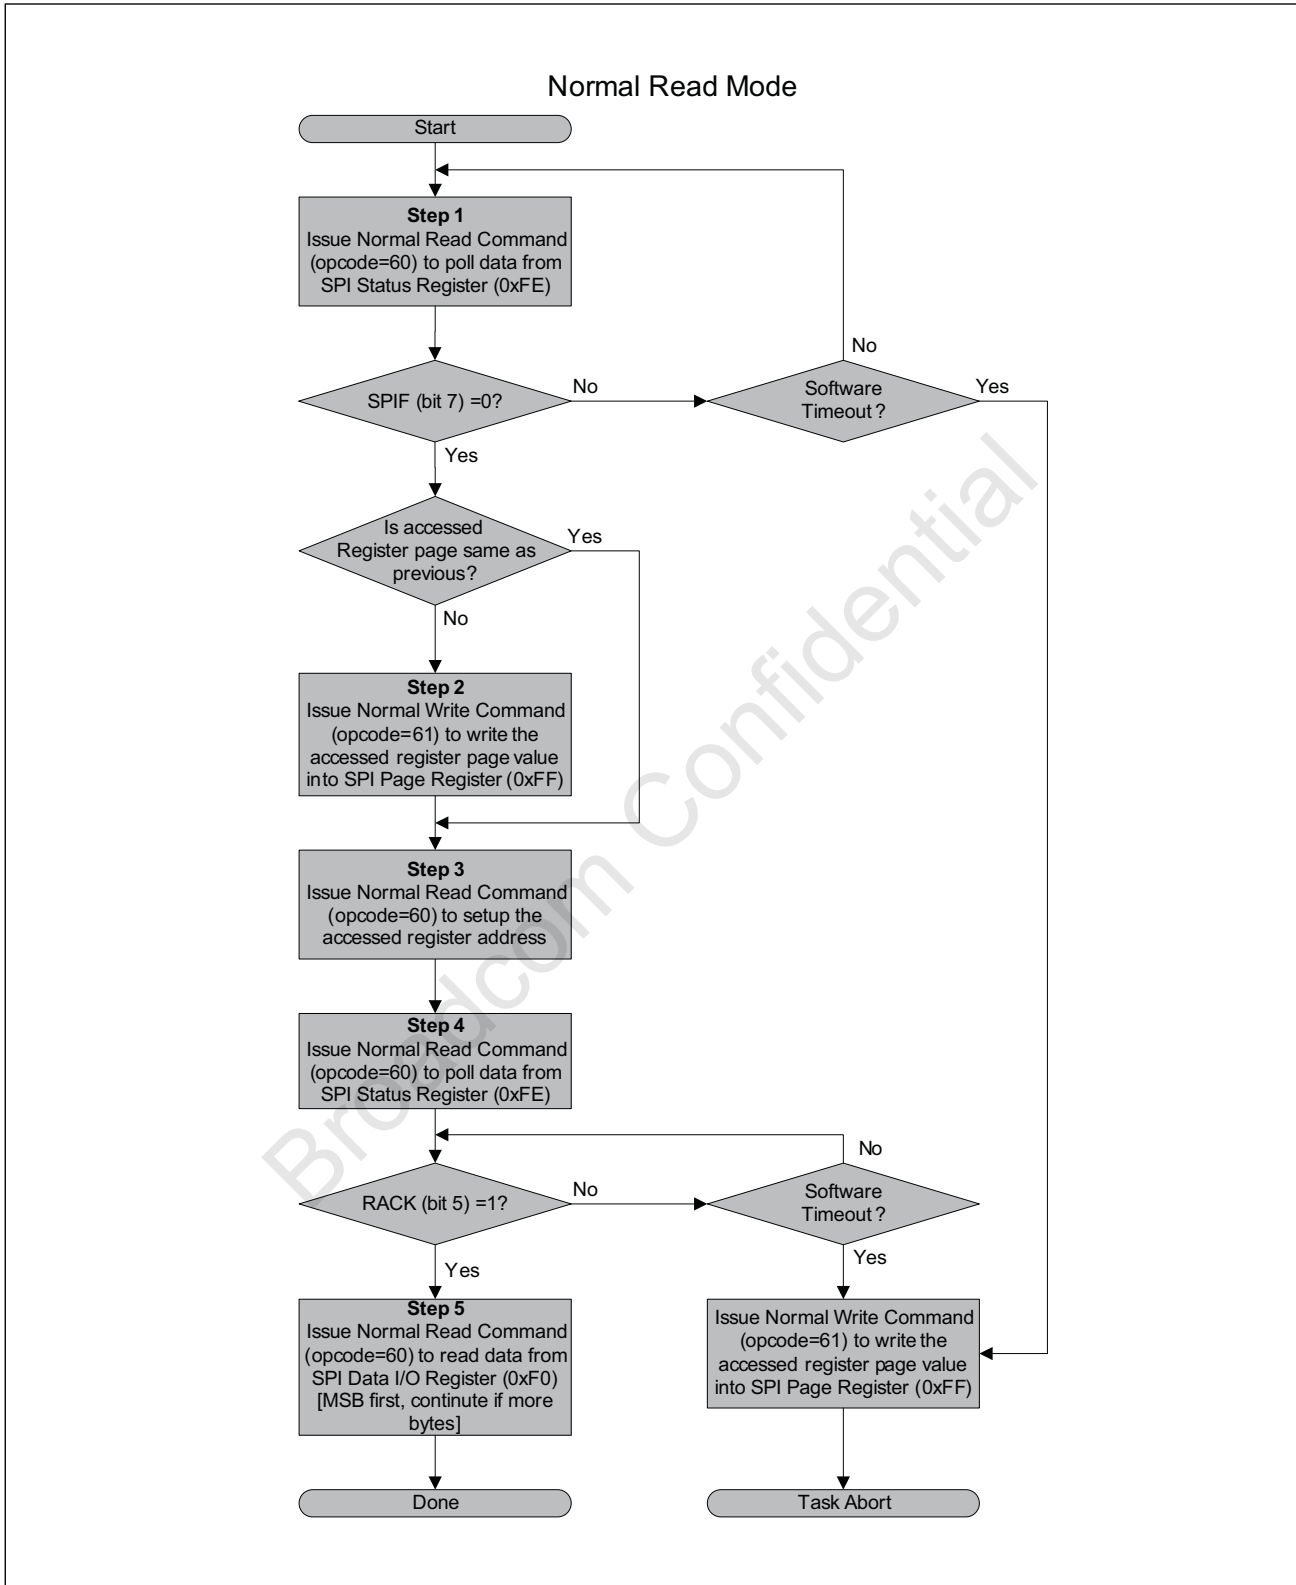 Normal Read Mode
Start
Step 1
Issue Normal Read Command
(opcode=60) to poll data from
SPI Status Register (0xFE)
No
SPIF (bit 7) =0?
No
Software
Timeout?
Yes
Yes
Is accessed
Register page same as
previous?
Yes
No
Step 2
Issue Normal Write Command
(opcode=61) to write the
accessed register page value
into SPI Page Register (0xFF)
Step 3
Issue Normal Read Command
(opcode=60) to setup the
accessed register address
Step 4
Issue Normal Read Command
(opcode=60) to poll data from
SPI Status Register (0xFE)
No
RACK (bit 5) =1?
No
Software
Timeout?
Yes
Yes
Step 5
Issue Normal Read Command
(opcode=60) to read data from
SPI Data I/O Register (0xF0)
[MSB first, continute if more
bytes]
Issue Normal Write Command
(opcode=61) to write the
accessed register page value
into SPI Page Register (0xFF)
Done
Task Abort
Broadcom Confidential